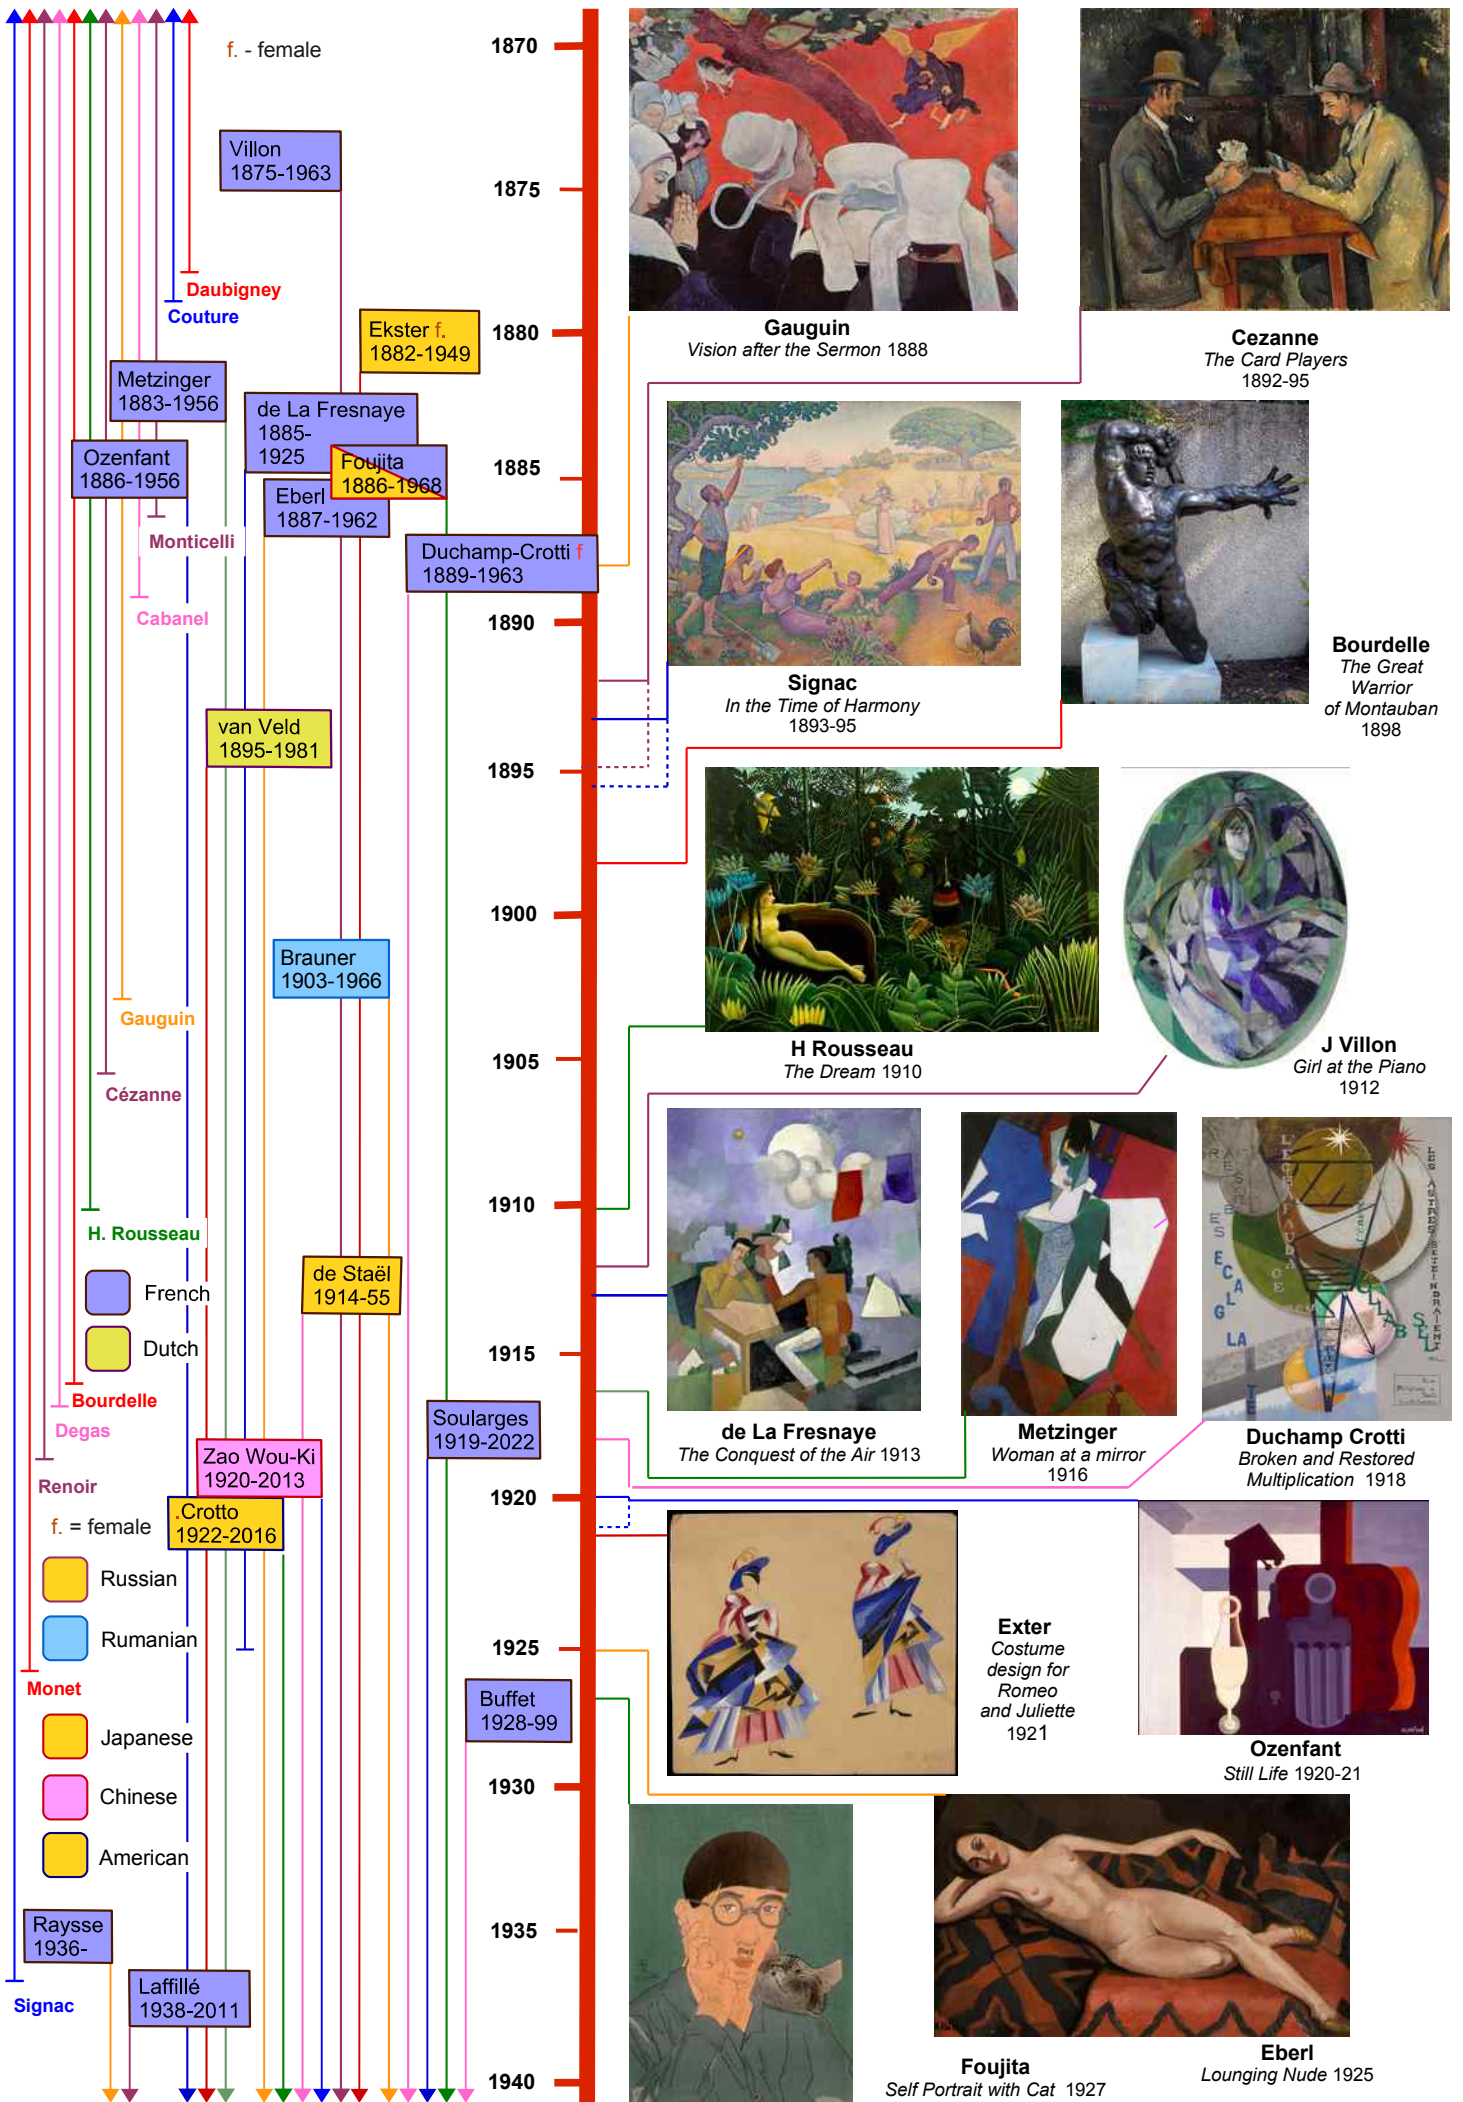 f. - female
1870
Villon
1875-1963
1875
Daubigney
Couture
Gauguin
Vision after the Sermon 1888
Cezanne
The Card Players
1892-95
Ekster f.
1882-1949
1880
Metzinger
1883-1956
de La Fresnaye
1885-
1925
Foujita
1886-1968
1885
Ozenfant
1886-1956
Eberl
1887-1962
Monticelli
Duchamp-Crotti f
1889-1963
Cabanel
1890
Signac
In the Time of Harmony
1893-95
Bourdelle
The Great
Warrior
of Montauban
1898
van Veld
1895-1981
1895
1900
Brauner
1903-1966
Gauguin
1905
H Rousseau
The Dream 1910
J Villon
Girl at the Piano
1912
Cézanne
1910
H. Rousseau
de Staël
1914-55
French
Dutch
1915
Bourdelle
Degas
Soularges
1919-2022
de La Fresnaye
The Conquest of the Air 1913
Metzinger
Woman at a mirror
1916
Duchamp Crotti
Broken and Restored
Multiplication 1918
Zao Wou-Ki
1920-2013
Renoir
1920
.Crotto
1922-2016
f. = female
Russian
Rumanian
1925
Exter
Costume
design for
Romeo
and Juliette
1921
Monet
Buffet
1928-99
Ozenfant
Still Life 1920-21
Japanese
1930
Chinese
American
Raysse
1936-
1935
Laffillé
1938-2011
Signac
1940
Foujita
Self Portrait with Cat 1927
Eberl
Lounging Nude 1925